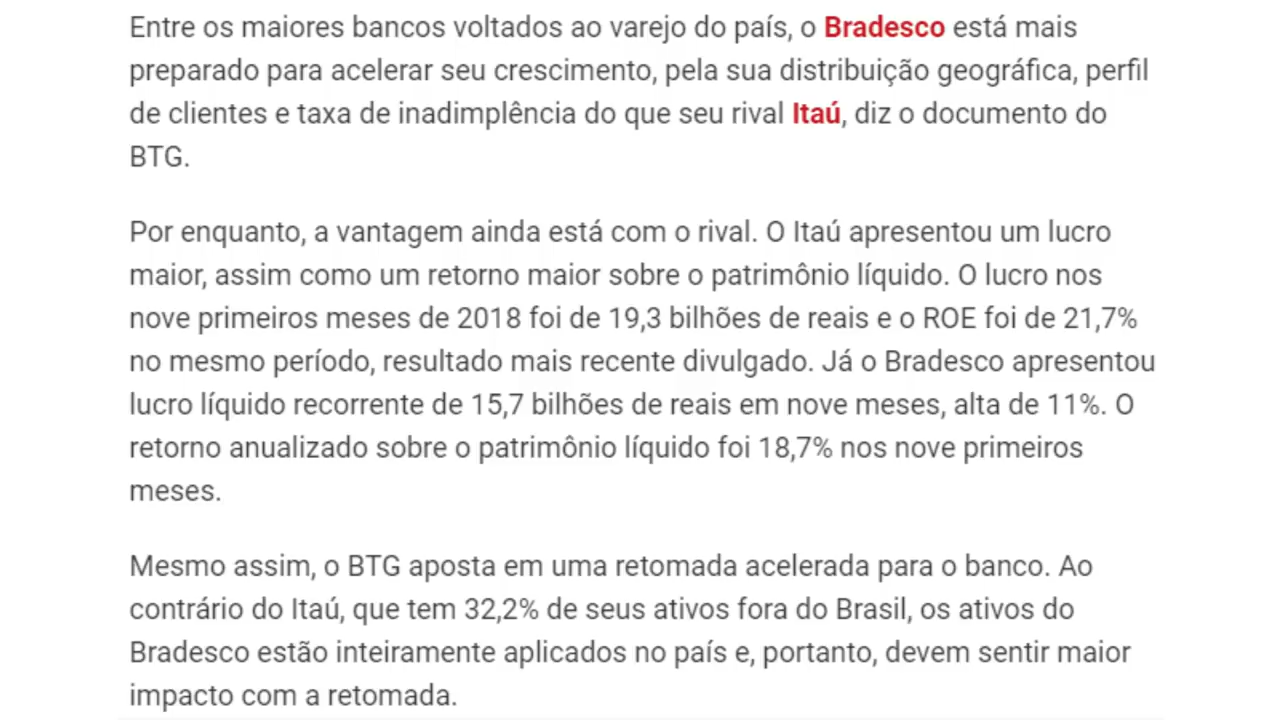 Entre os maiores bancos voltados ao varejo do país, o Bradesco está mais
preparado para acelerar seu crescimento, pela sua distribuição geográfica, perfil
de clientes e taxa de inadimplência do que seu rival Itaú, diz o documento do
BTG.
Por enquanto, a vantagem ainda está com o rival. O Itaú apresentou um lucro
maior, assim como um retorno maior sobre o patrimônio líquido. O lucro nos
nove primeiros meses de 2018 foi de 19,3 bilhões de reais e o ROE foi de 21,7%
no mesmo período, resultado mais recente divulgado. Já o Bradesco apresentou
lucro líquido recorrente de 15,7 bilhões de reais em nove meses, alta de 11%. O
retorno anualizado sobre o patrimônio líquido foi 18,7% nos nove primeiros
meses.
Mesmo assim, o BTG aposta em uma retomada acelerada para o banco. Ao
contrário do Itaú, que tem 32,2% de seus ativos fora do Brasil, os ativos do
Bradesco estão inteiramente aplicados no país e, portanto, devem sentir maior
impacto com a retomada.